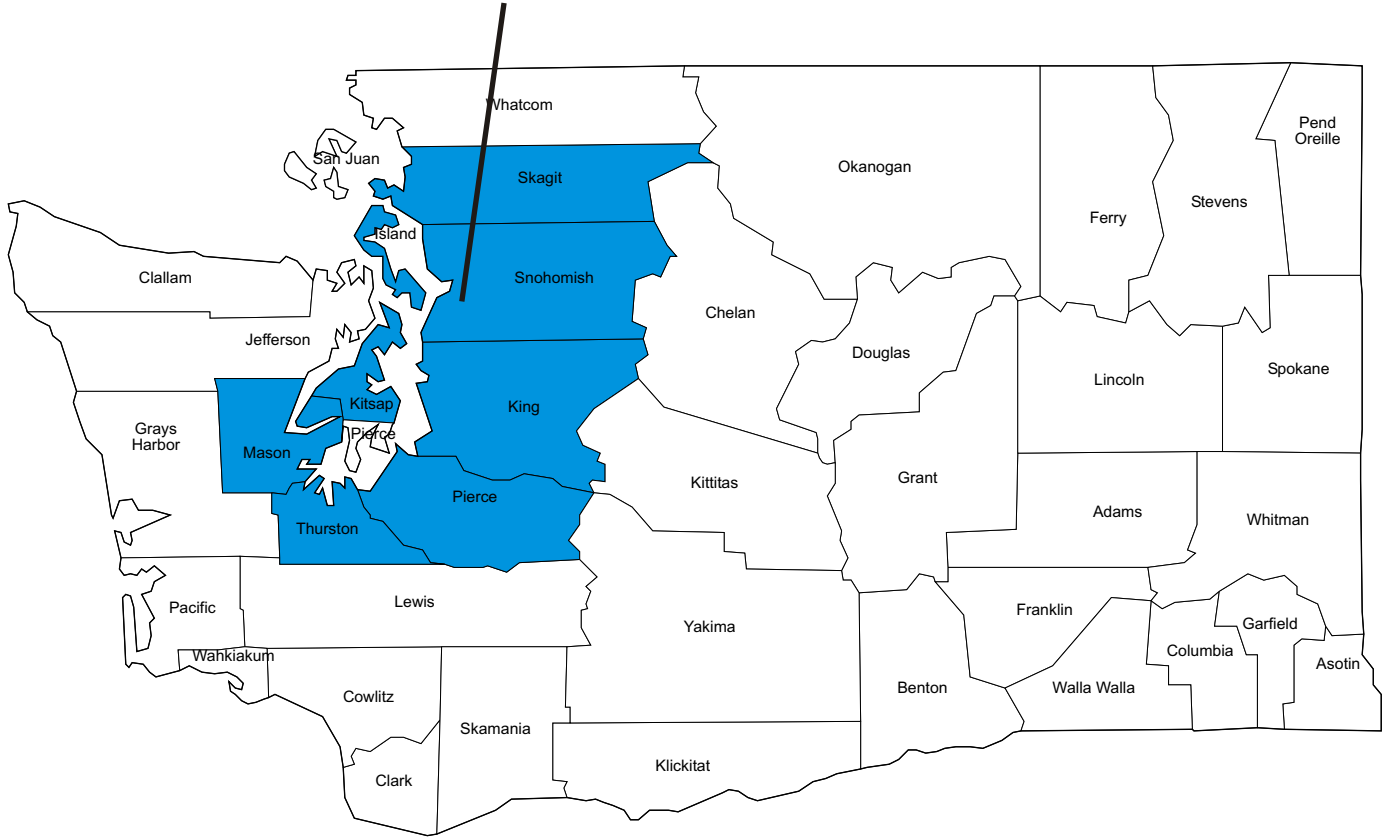 Whatcom
Pend
Oreille
San Juan
Okanogan
Skagit
Stevens
Ferry
Island
Clallam
Snohomish
Chelan
Jefferson
Douglas
Spokane
Lincoln
Kitsap
King
Grays
Harbor
Pierce
Mason
Grant
Kittitas
Pierce
Adams
Whitman
Thurston
Lewis
Pacific
Franklin
Garfield
Yakima
Columbia
Wahkiakum
Asotin
Benton
Walla Walla
Cowlitz
Skamania
Klickitat
Clark